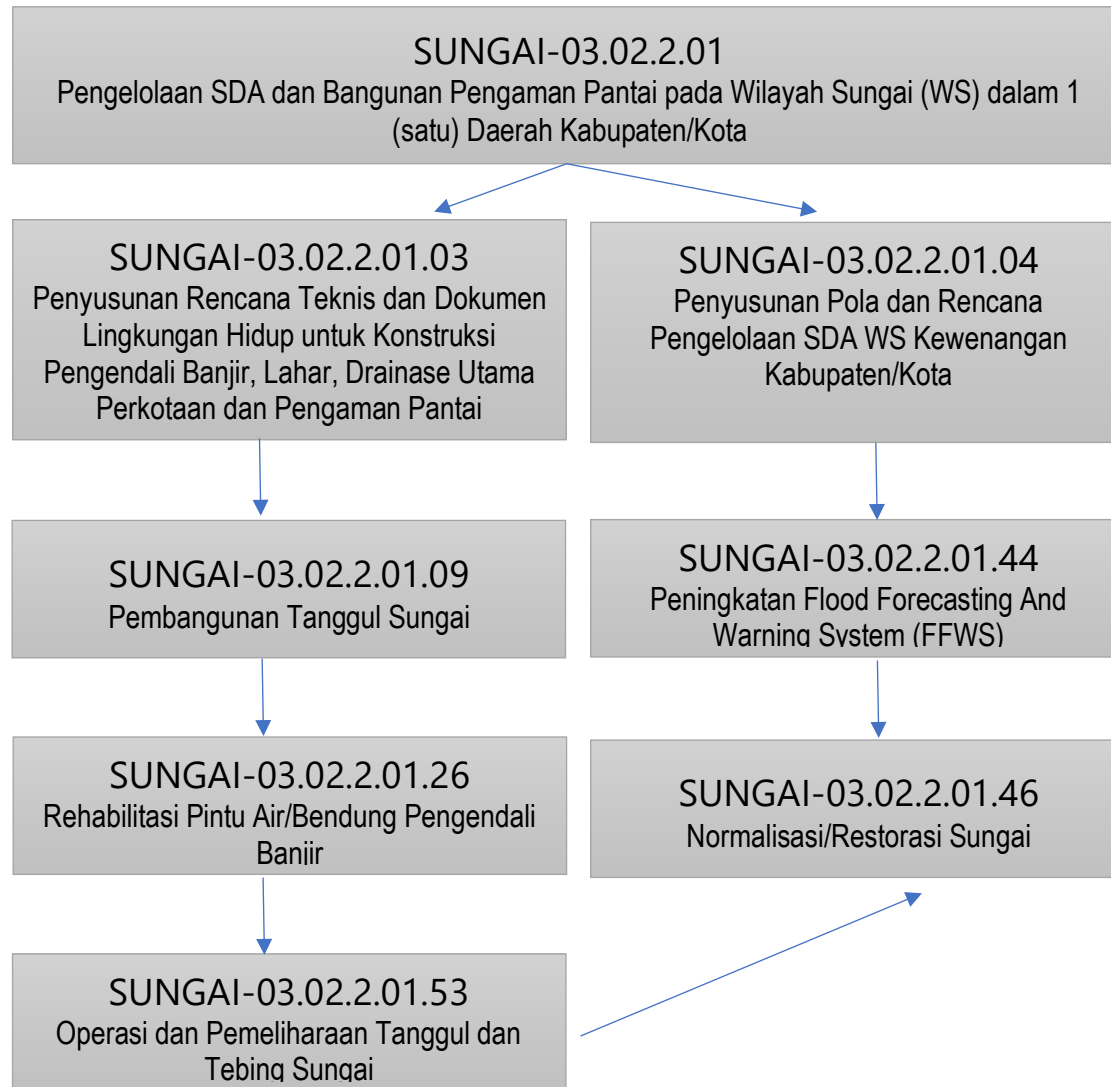 SUNGAI-03.02.2.01
Pengelolaan SDA dan Bangunan Pengaman Pantai pada Wilayah Sungai (WS) dalam 1
(satu) Daerah Kabupaten/Kota
SUNGAI-03.02.2.01.03
Penyusunan Rencana Teknis dan Dokumen
Lingkungan Hidup untuk Konstruksi
Pengendali Banjir, Lahar, Drainase Utama
Perkotaan dan Pengaman Pantai
SUNGAI-03.02.2.01.04
Penyusunan Pola dan Rencana
Pengelolaan SDA WS Kewenangan
Kabupaten/Kota
SUNGAI-03.02.2.01.09
Pembangunan Tanggul Sungai
SUNGAI-03.02.2.01.44
Peningkatan Flood Forecasting And
Warning System (FFWS)
SUNGAI-03.02.2.01.26
Rehabilitasi Pintu Air/Bendung Pengendali
Banjir
SUNGAI-03.02.2.01.46
Normalisasi/Restorasi Sungai
SUNGAI-03.02.2.01.53
Operasi dan Pemeliharaan Tanggul dan
Tebing Sungai